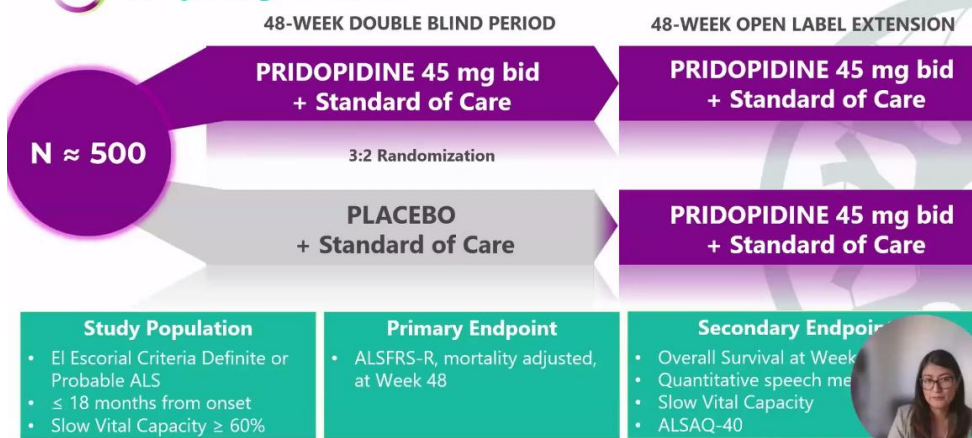 48-WEEK DOUBLE BLIND PERIOD
48-WEEK OPEN LABEL EXTENSION
N ≈ 500
PRIDOPIDINE 45 mg bid
+ Standard of Care
PRIDOPIDINE 45 mg bid
+ Standard of Care
3:2 Randomization
PLACEBO
+ Standard of Care
PRIDOPIDINE 45 mg bid
+ Standard of Care
Study Population
• El Escorial Criteria Definite or
Probable ALS
• ≤ 18 months from onset
• Slow Vital Capacity ≥ 60%
Primary Endpoint
• ALSFRS-R, mortality adjusted,
at Week 48
Secondary
• Overall Survival at Week
• Quantitative speech
• Slow Vital Capacity
• ALSAQ-40